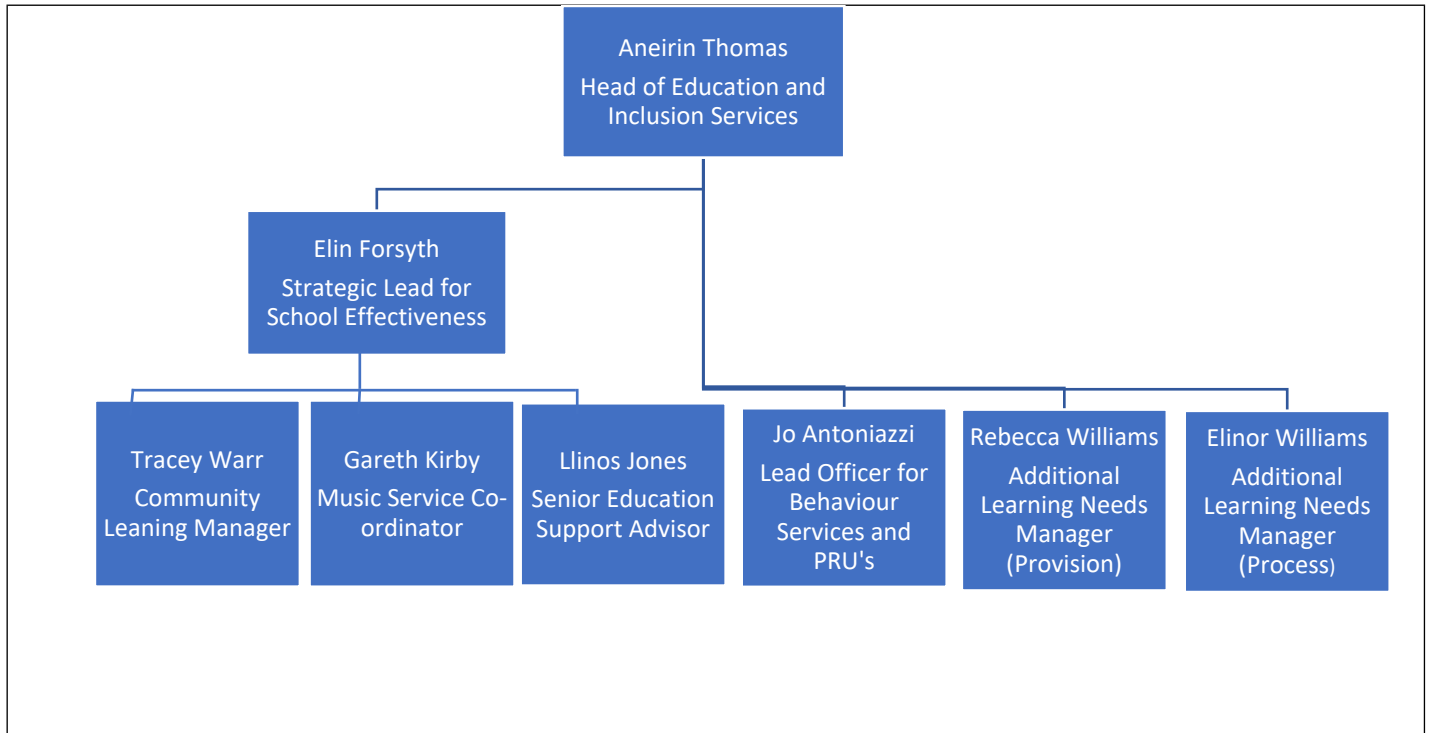 Aneirin Thomas
Head of Education and
Inclusion Services
Elin Forsyth
Strategic Lead for
School Effectiveness
Tracey Warr
Community
Leaning Manager
Gareth Kirby
Music Service Co-
ordinator
Llinos Jones
Senior Education
Support Advisor
Jo Antoniazzi
Lead Officer for
Behaviour
Services and
PRU's
Rebecca Williams
Additional
Learning Needs
Manager
(Provision)
Elinor Williams
Additional
Learning Needs
Manager
(Process)